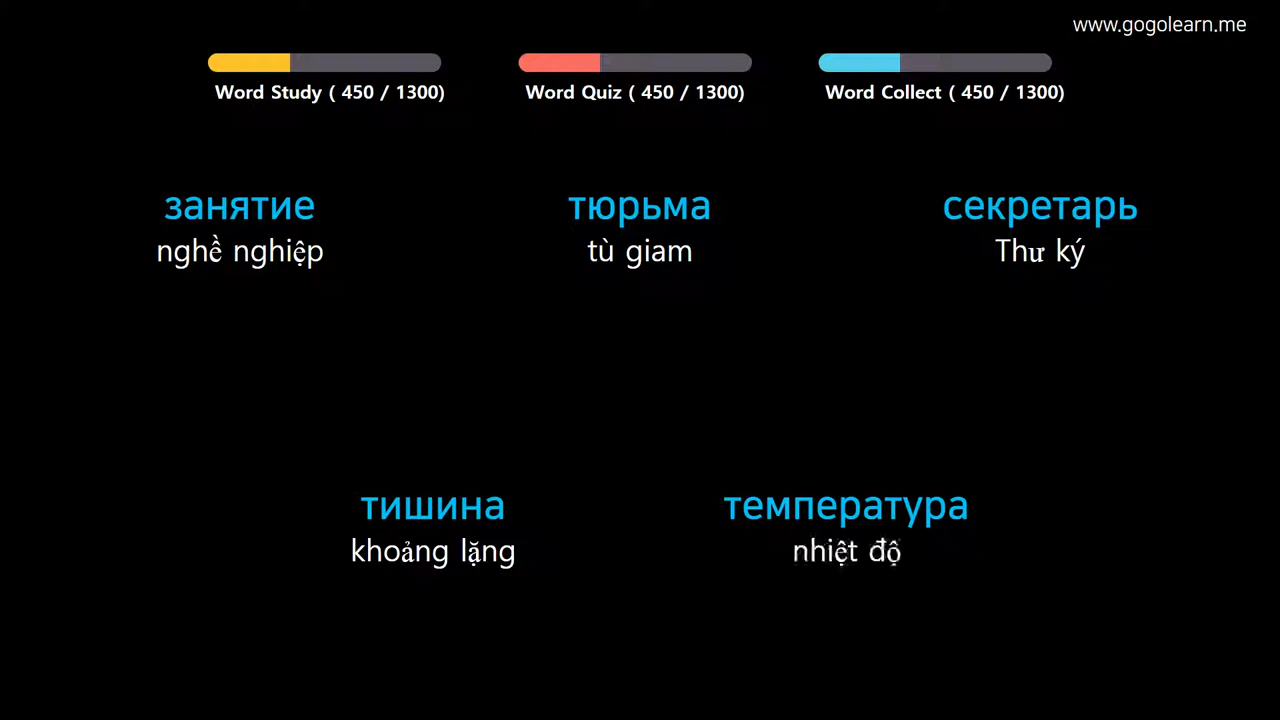 www.gogolearn.me
Word Study ( 450 / 1300)
Word Quiz ( 450 / 1300)
Word Collect ( 450 / 1300)
занятие
nghề nghiệp
тюрьма
tù giam
секретарь
Thư ký
тишина
khoảng lặng
температура
nhiệt độ